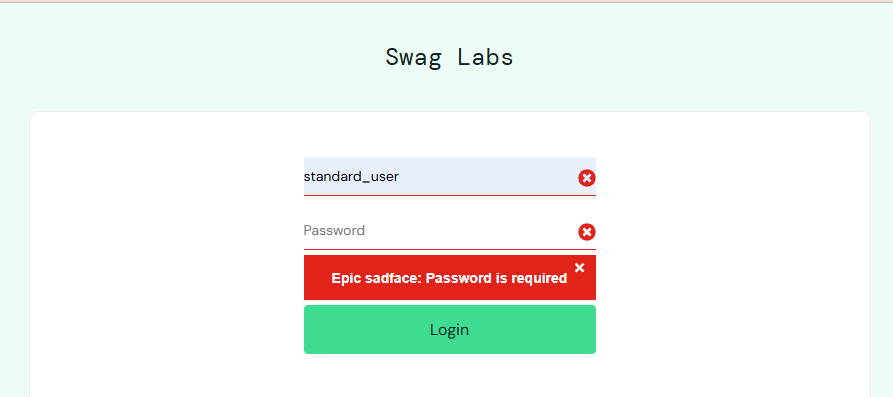 Swag Labs
standard_user
Password
Epic sadface: Password is required
Login